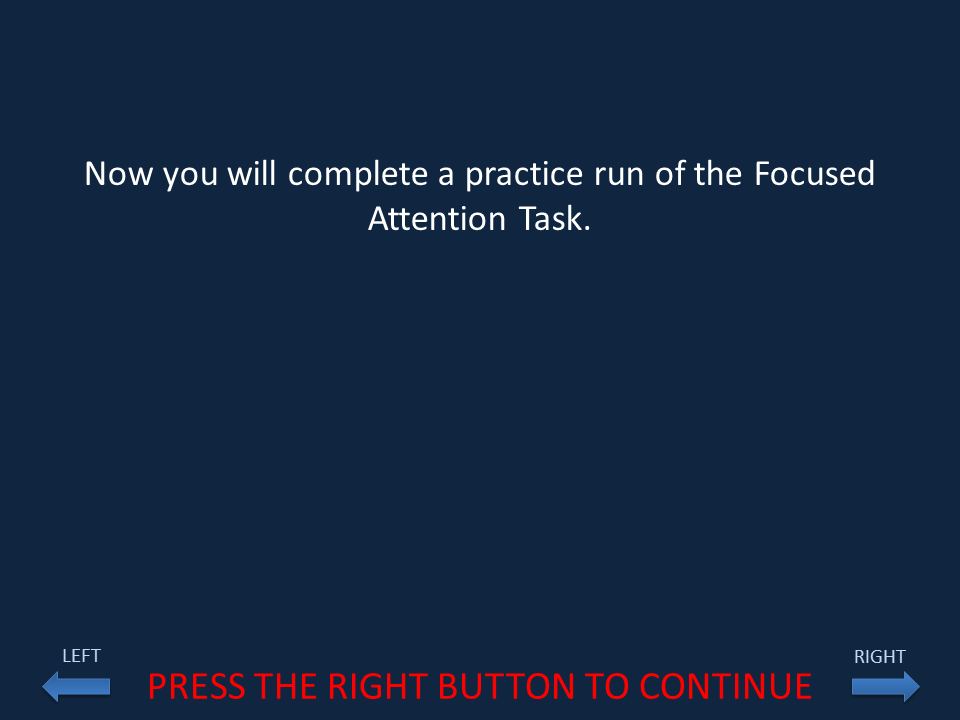 Now you will complete a practice run of the Focused
Attention Task.
LEFT
RIGHT
PRESS THE RIGHT BUTTON TO CONTINUE